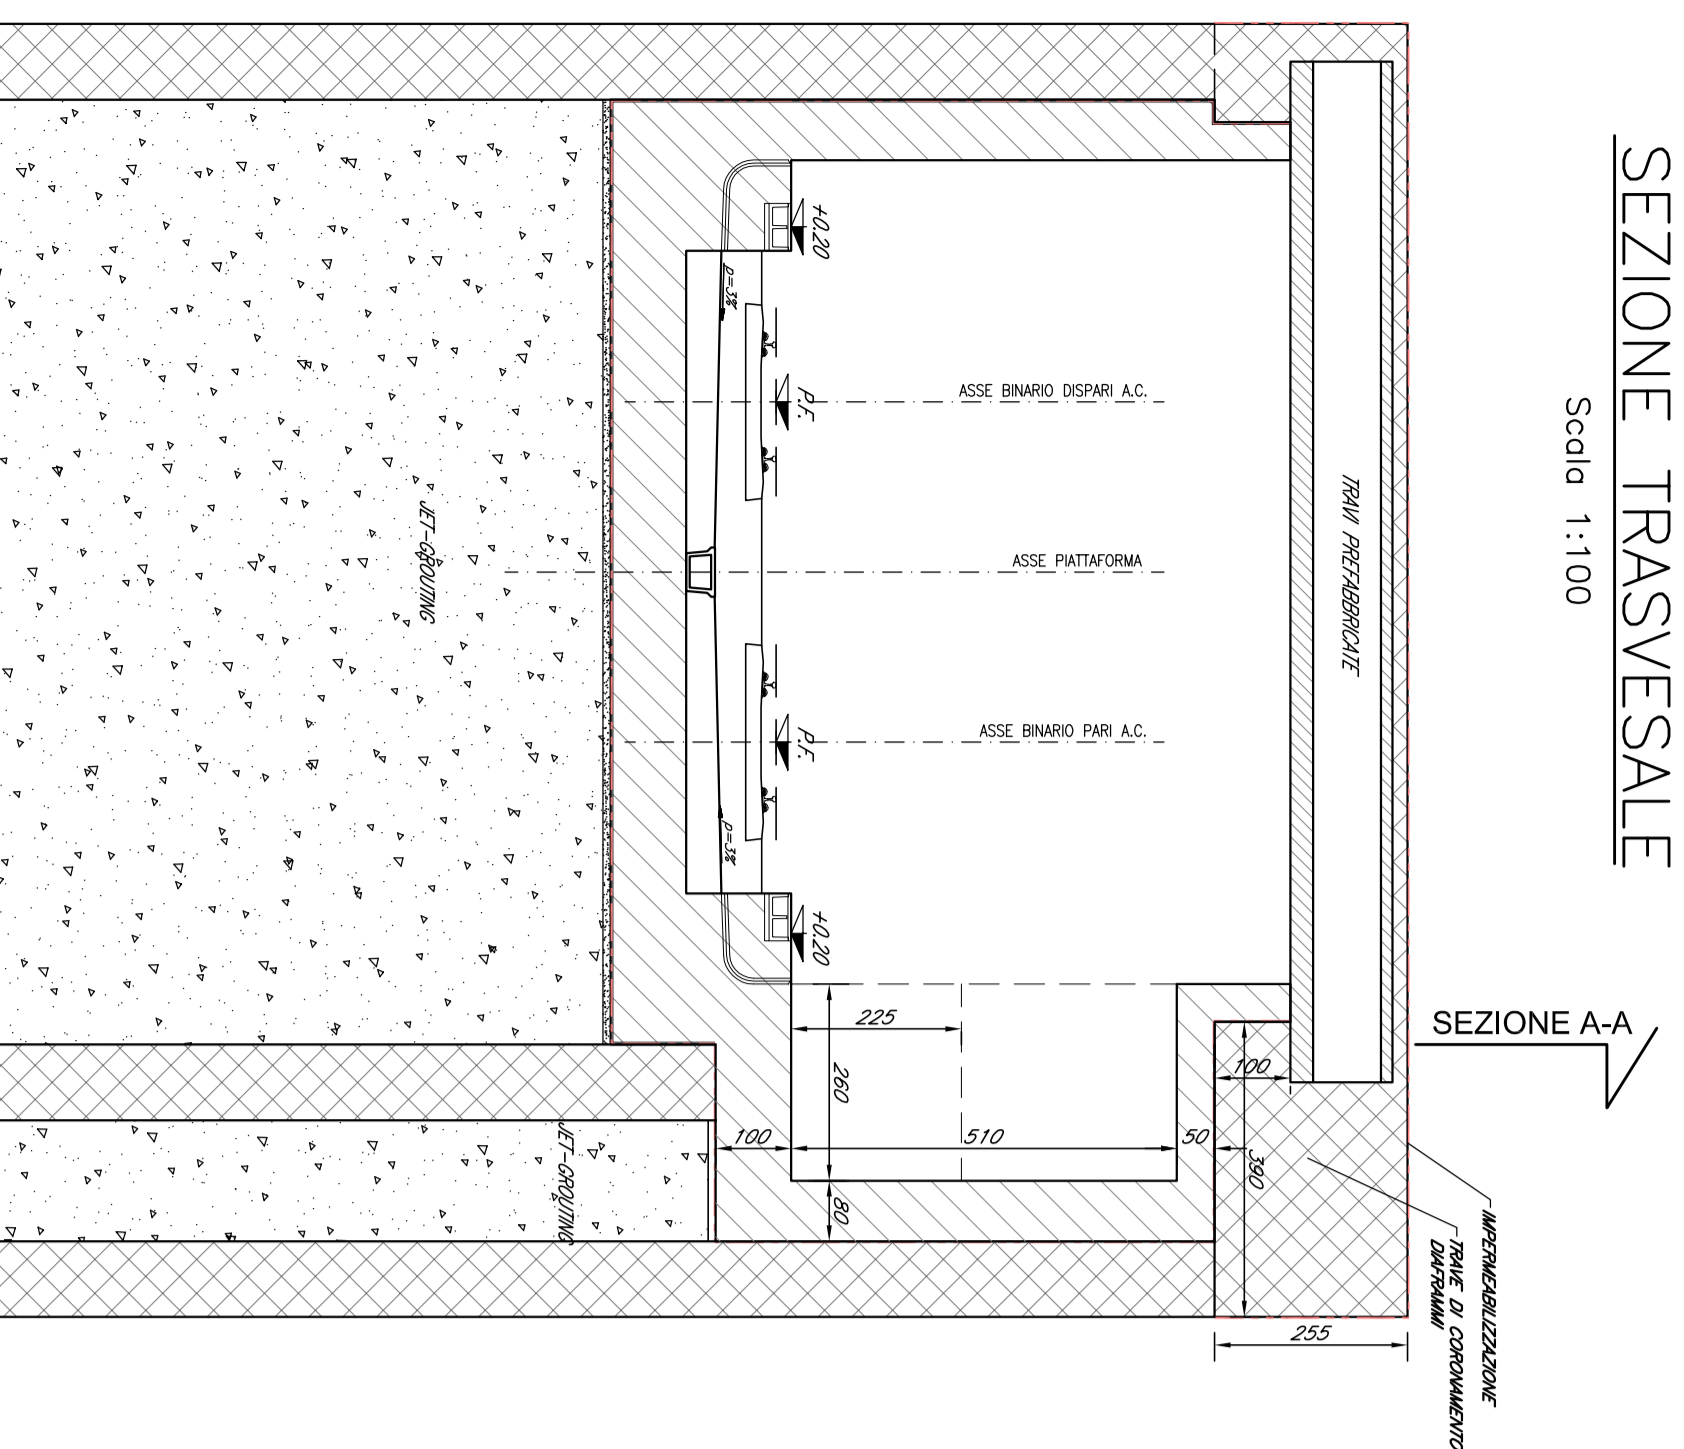 SEZIONE TRASVESALE
Scala 1:100
SEZIONE A-A
IMPERMEABILIZZAZIONE
TRAVE DI CORONAMENTO
DIAFRAMMI
TRAVI PREFABBRICATE
100
390
255
ASSE BINARIO DISPARI A.C.
ASSE PIATTAFORMA
ASSE BINARIO PARI A.C.
225
260
100
510
50
80
+0.20
P.F.
P.F.
+0.20
p=3%
p=3%
JET-GROUTING
JET-GROUTING